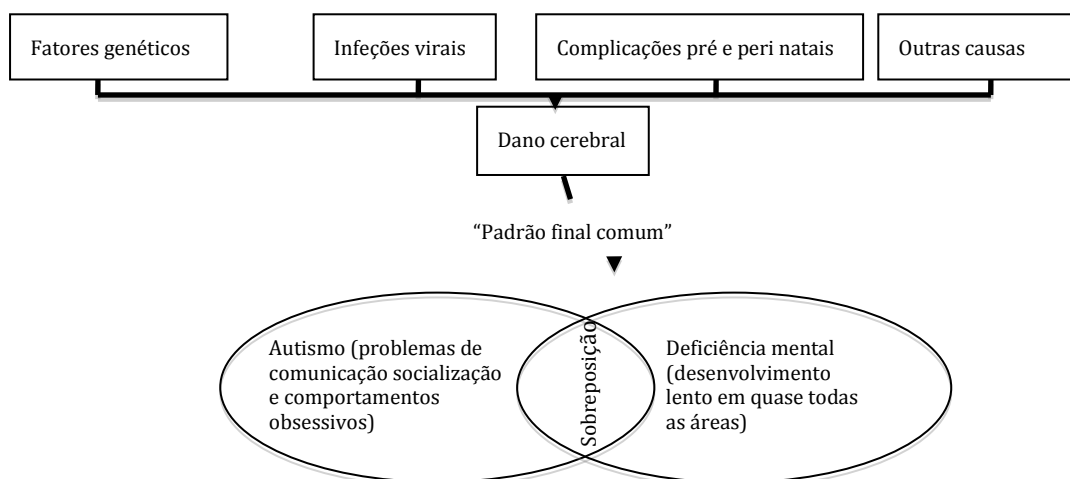 Fatores genéticos
Infeções virais
Complicações pré e peri natais
Outras causas
Dano cerebral
“Padrão final comum”
Autismo (problemas de
comunicação socialização
e comportamentos
obsessivos)
Sobreposição
Deficiência mental
(desenvolvimento
lento em quase todas
as áreas)